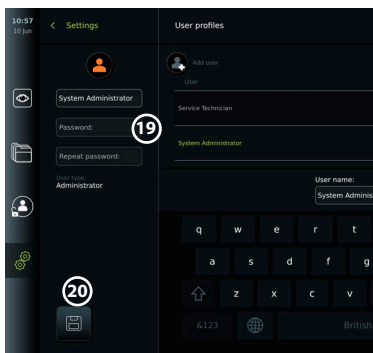 10:57
10 Jun
Settings
User profiles
Add user
User
System Administrator
Service Technician
Password:
19
System Administrator
Repeat password:
User type:
Administrator
User name:
System Adminis
q w e r t
a s d f g
20
z x c v
&123
British